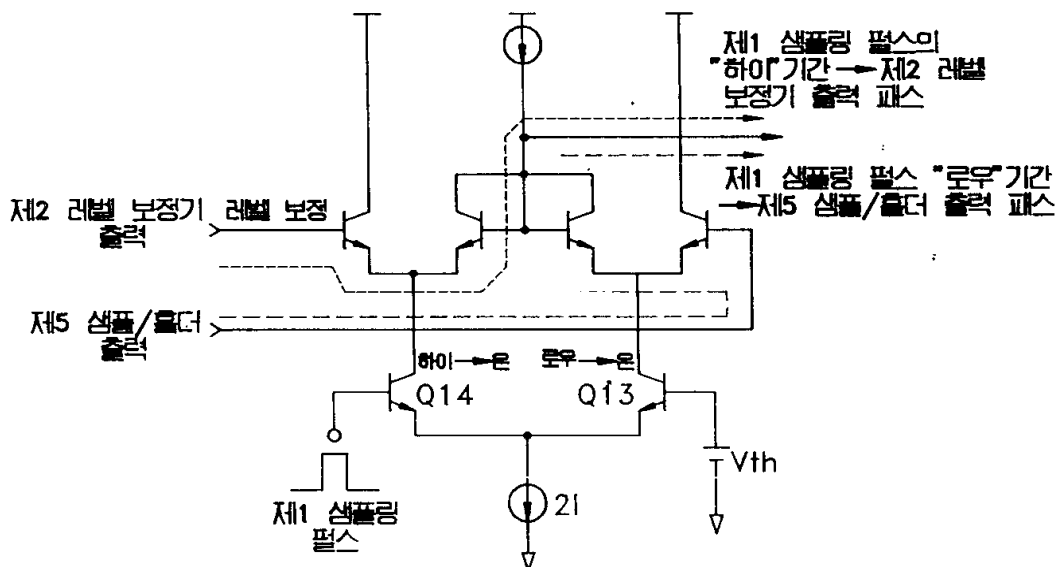 제1 샘플링 펄스의
"하이"기간 → 제2 레벨
보정기 출력 패스
제1 샘플링 펄스 "로우"기간
→제5 샘플/홀더 출력 패스
제2 레벨 보정기 레벨 보정
출력
제5 샘플/홀더
출력
하이→온
로우→온
Q14
Q13
Vth
2I
제1 샘플링
펄스